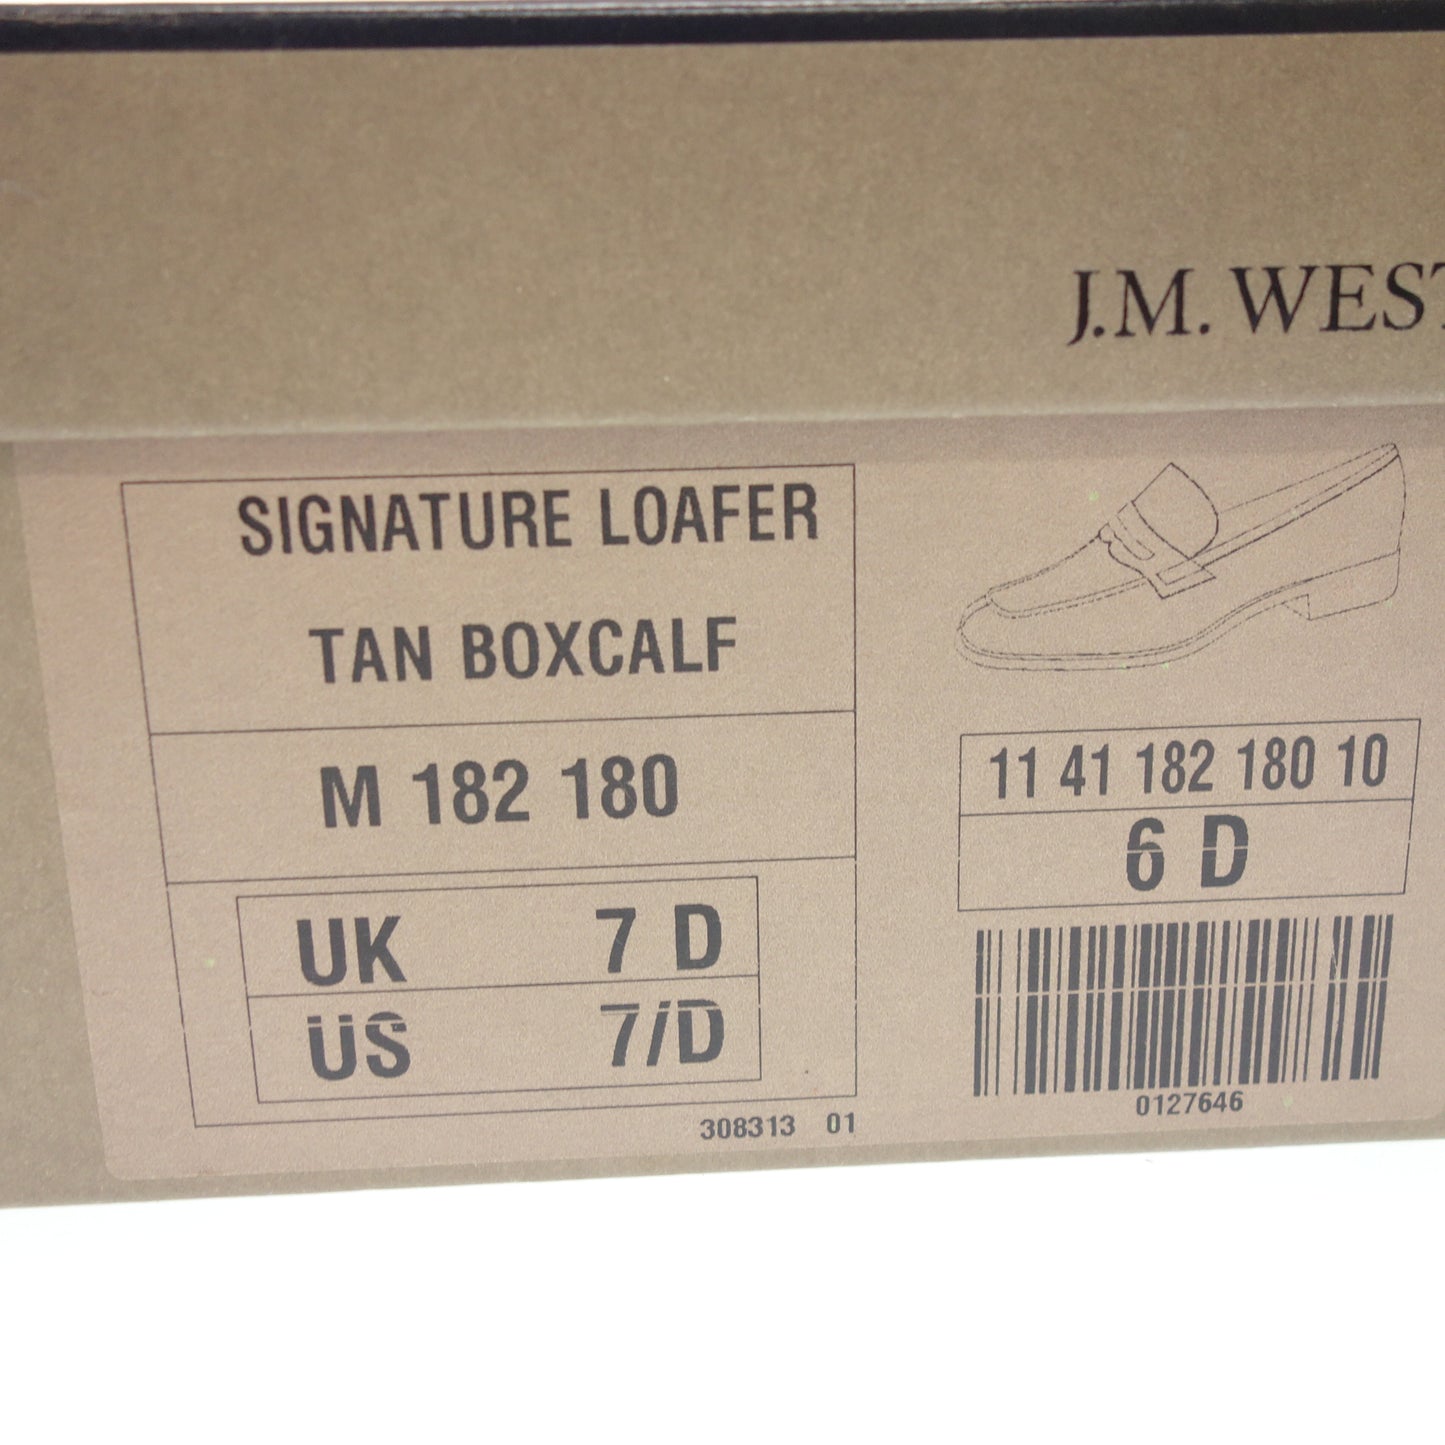 J.M. WEST
SIGNATURE LOAFER
TAN BOXCALF
M 182 180
UK 7 D
US 7/D
308313 01
11 41 182 180 10
6 D
0127646